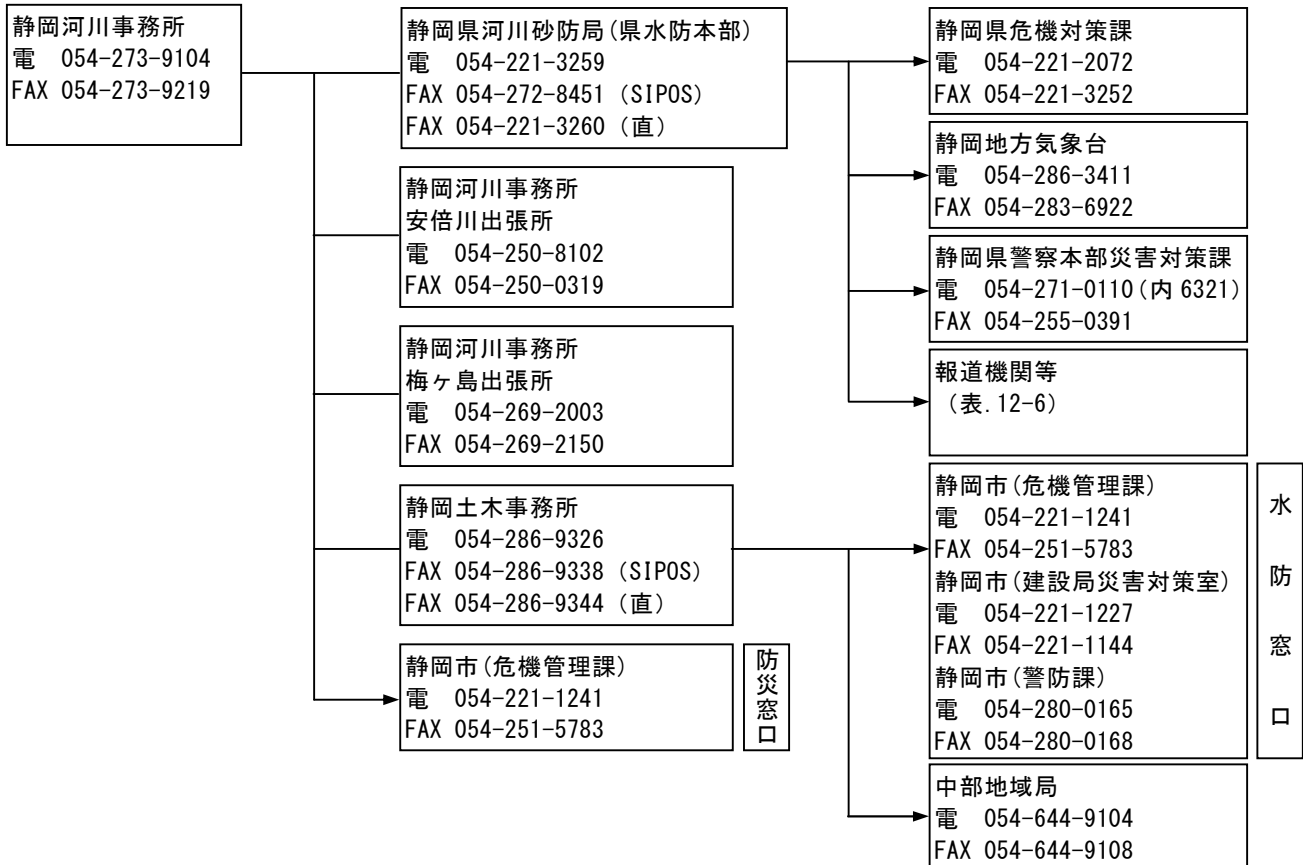 静岡河川事務所
電　054-273-9104
FAX 054-273-9219
静岡県河川砂防局(県水防本部)
電　054-221-3259
FAX 054-272-8451 (SIPOS)
FAX 054-221-3260 (直)
静岡河川事務所
安倍川出張所
電　054-250-8102
FAX 054-250-0319
静岡河川事務所
梅ヶ島出張所
電　054-269-2003
FAX 054-269-2150
静岡土木事務所
電　054-286-9326
FAX 054-286-9338 (SIPOS)
FAX 054-286-9344 (直)
静岡市(危機管理課)
電　054-221-1241
FAX 054-251-5783
防災窓口
静岡県危機対策課
電　054-221-2072
FAX 054-221-3252
静岡地方気象台
電　054-286-3411
FAX 054-283-6922
静岡県警察本部災害対策課
電　054-271-0110(内 6321)
FAX 054-255-0391
報道機関等
(表.12-6)
静岡市(危機管理課)
電　054-221-1241
FAX 054-251-5783
静岡市(建設局災害対策室)
電　054-221-1227
FAX 054-221-1144
静岡市(警防課)
電　054-280-0165
FAX 054-280-0168
水防窓口
中部地域局
電　054-644-9104
FAX 054-644-9108